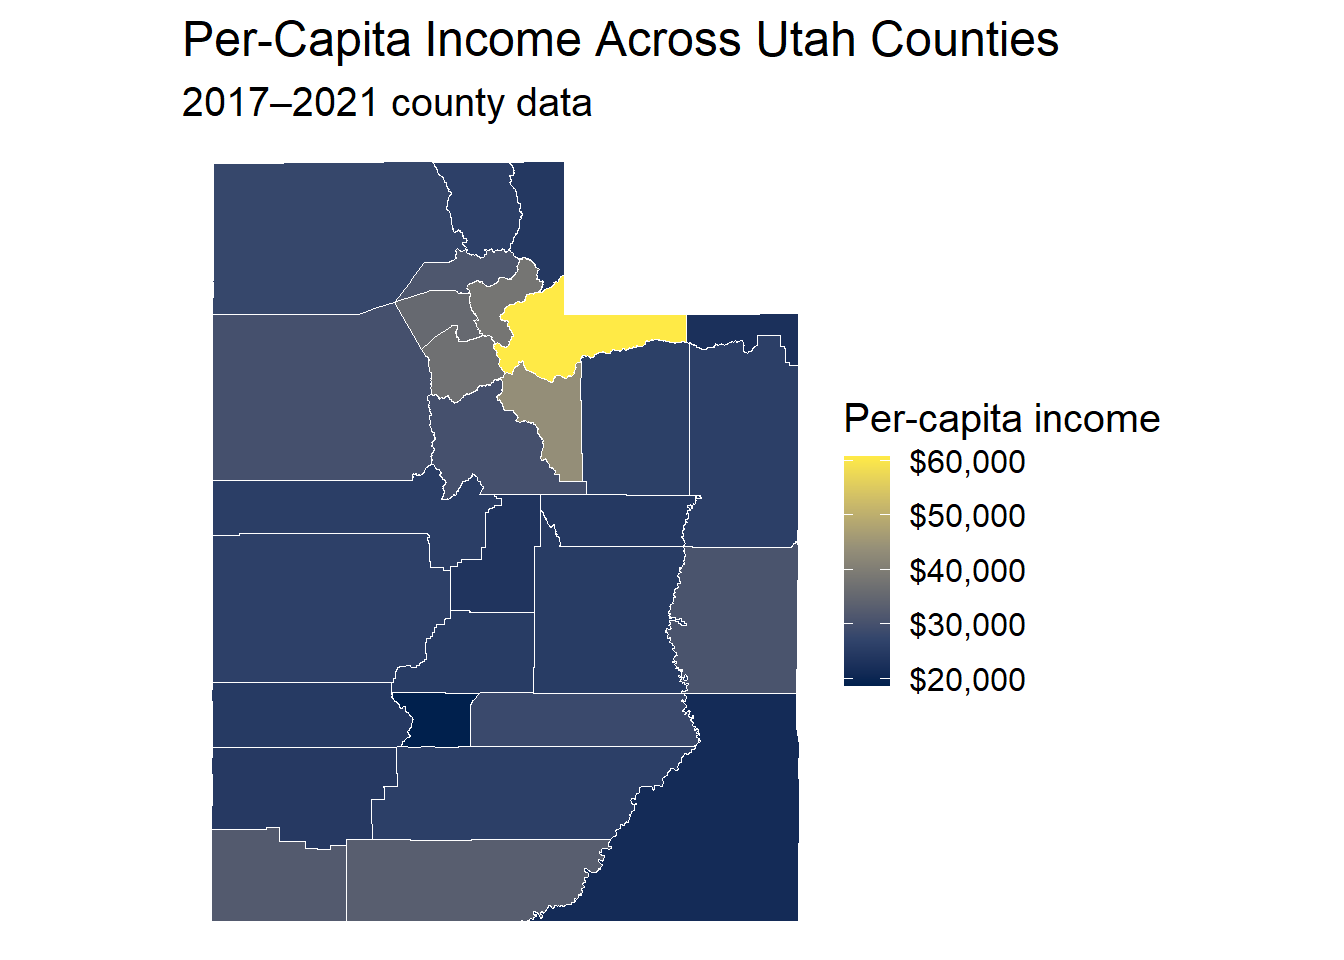 Per-Capita Income Across Utah Counties
2017–2021 county data
Per-capita income
$60,000
$50,000
$40,000
$30,000
$20,000